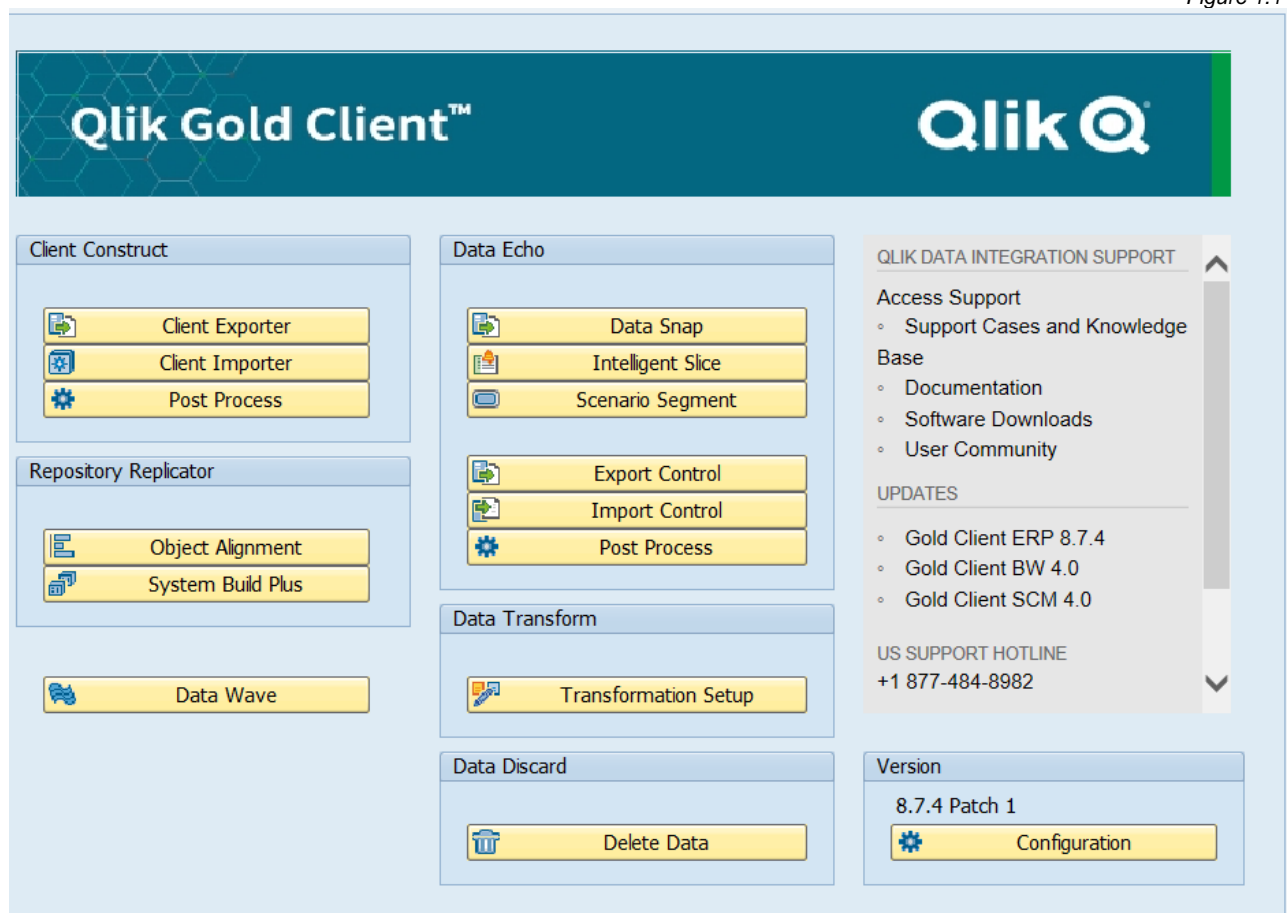 Figure 1.1
Qlik Gold Client™
Qlik
Client Construct
Client Exporter
Client Importer
Post Process
Repository Replicator
Object Alignment
System Build Plus
Data Wave
Data Echo
Data Snap
Intelligent Slice
Scenario Segment
Export Control
Import Control
Post Process
Data Transform
Transformation Setup
Data Discard
Delete Data
QLIK DATA INTEGRATION SUPPORT
Access Support
◦ Support Cases and Knowledge
Base
◦ Documentation
◦ Software Downloads
◦ User Community
UPDATES
◦ Gold Client ERP 8.7.4
◦ Gold Client BW 4.0
◦ Gold Client SCM 4.0
US SUPPORT HOTLINE
+1 877-484-8982
Version
8.7.4 Patch 1
Configuration